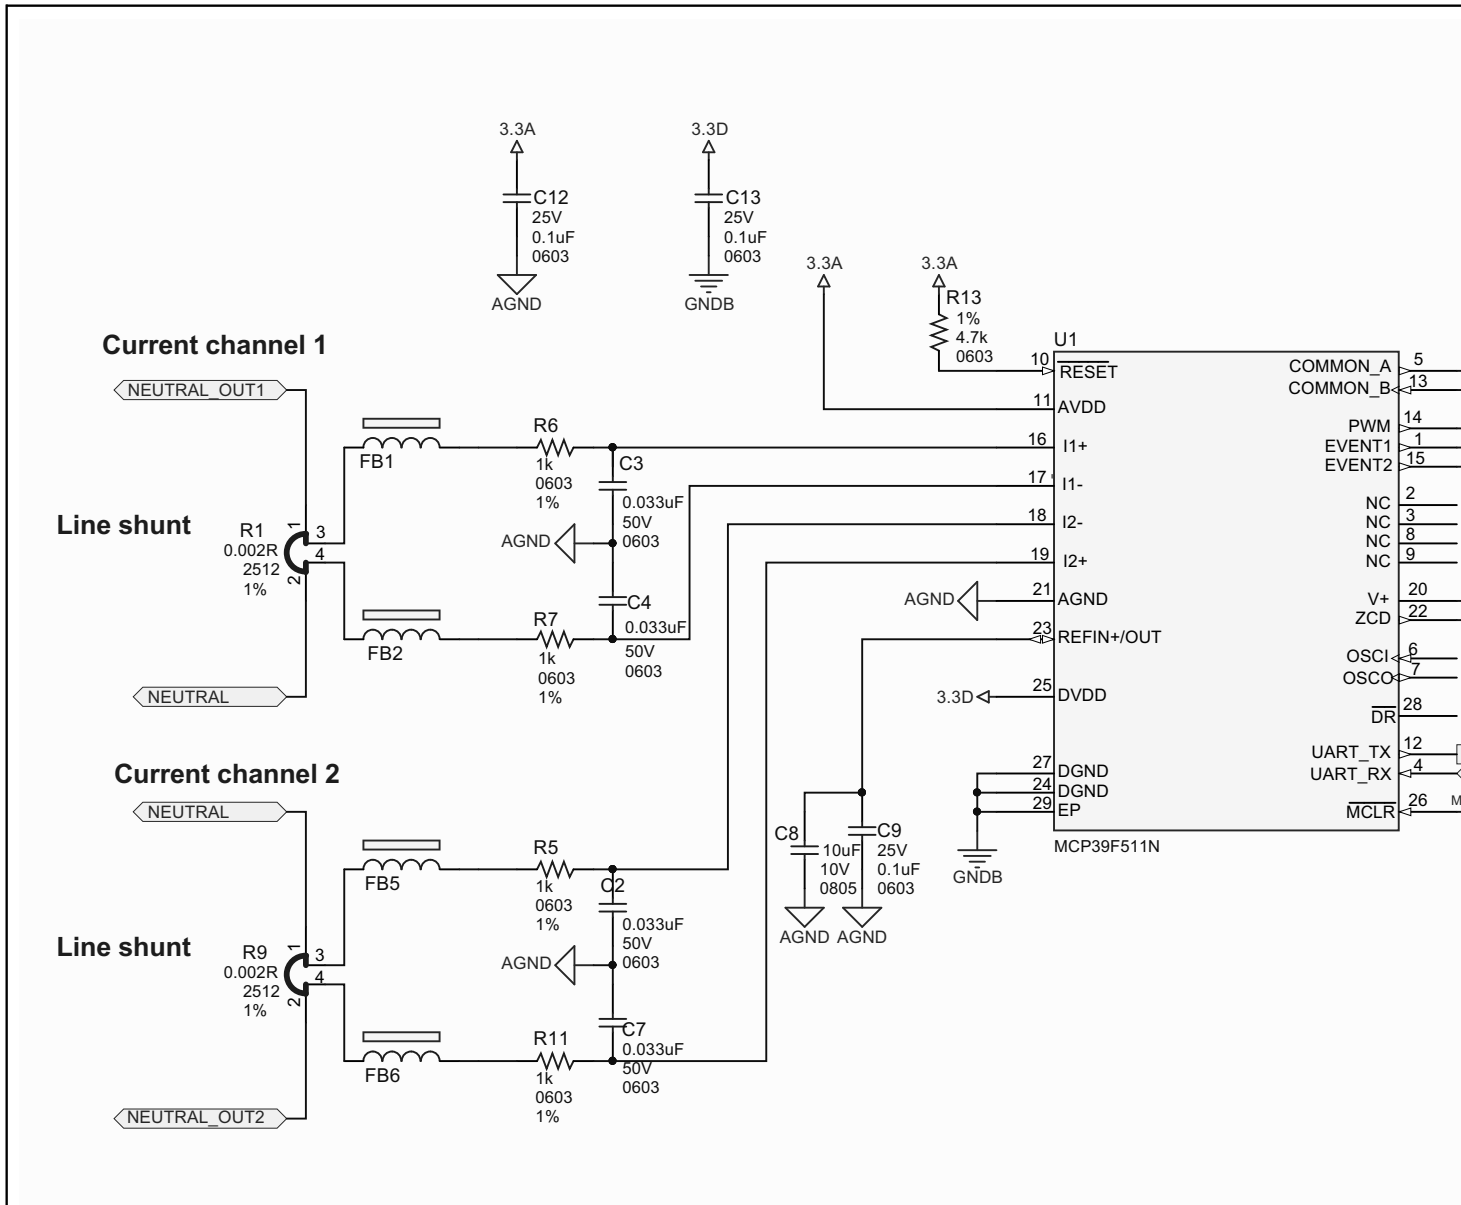 3.3A
C12
25V
0.1uF
0603
AGND
3.3D
C13
25V
0.1uF
0603
GNDB
3.3A
3.3A
R13
1%
4.7k
0603
Current channel 1
NEUTRAL_OUT1
FB1
R6
1k
0603
1%
C3
0.033uF
50V
0603
Line shunt
R1
0.002R
2512
1%
1
3
4
2
AGND
C4
0.033uF
50V
0603
FB2
R7
1k
0603
1%
NEUTRAL
Current channel 2
NEUTRAL
FB5
R5
1k
0603
1%
C2
0.033uF
50V
0603
Line shunt
R9
0.002R
2512
1%
1
3
4
2
AGND
C7
0.033uF
50V
0603
FB6
R11
1k
0603
1%
NEUTRAL_OUT2
U1
10 RESET
11 AVDD
16 I1+
17 I1-
18 I2-
19 I2+
AGND 21 AGND
23 REFIN+/OUT
3.3D 25 DVDD
27 DGND
24 DGND
29 EP
GNDB
C8
10uF
10V
0805
AGND
C9
25V
0.1uF
0603
AGND
COMMON_A 5
COMMON_B 13
PWM 14
EVENT1 1
EVENT2 15
NC 2
NC 3
NC 8
NC 9
V+ 20
ZCD 22
OSCI 6
OSCO 7
DR 28
UART_TX 12
UART_RX 4
MCLR 26
MCP39F511N